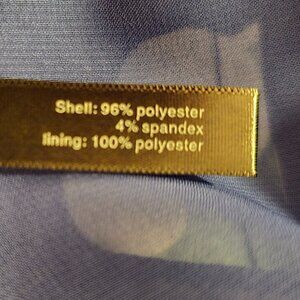 Shell: 96% polyester
4% spandex
lining: 100% polyester